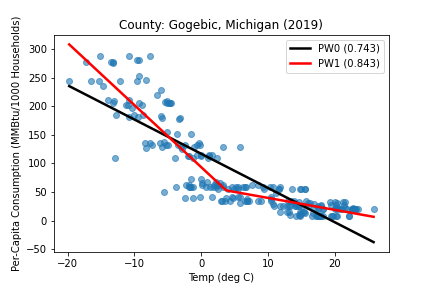 County: Gogebic, Michigan (2019)
PW0 (0.743)
PW1 (0.843)
Per-Capita Consumption (MMBtu/1000 Households)
300
250
200
150
100
50
0
−50
−20
−10
0
10
20
Temp (deg C)